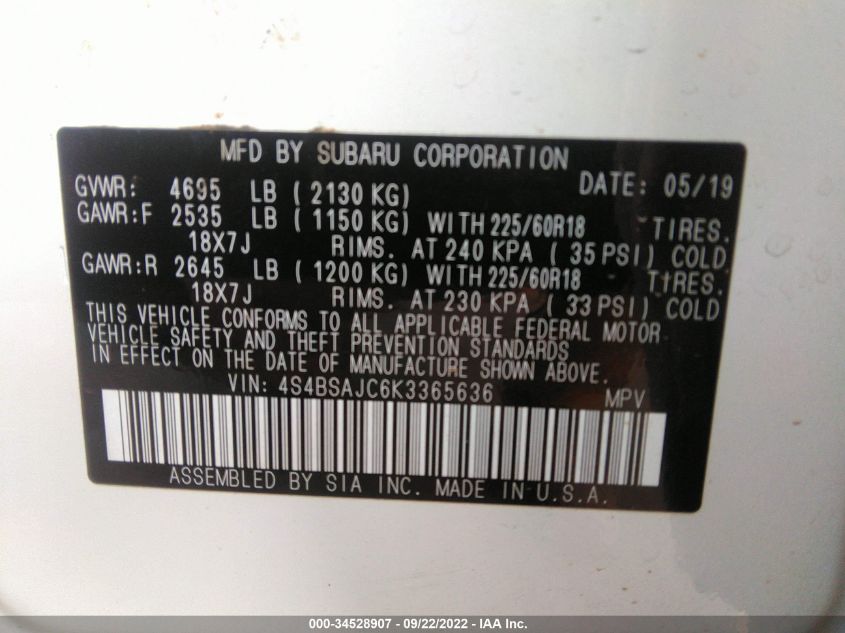 MFD BY SUBARU CORPORATION
GVWR: 4695 LB ( 2130 KG) DATE: 05/19
GAWR:F 2535 LB ( 1150 KG) WITH 225/60R18 TIRES.
18X7J RIMS. AT 240 KPA ( 35 PSI) COLD
GAWR:R 2645 LB ( 1200 KG) WITH 225/60R18 TIRES.
18X7J RIMS. AT 230 KPA ( 33 PSI) COLD
THIS VEHICLE CONFORMS TO ALL APPLICABLE FEDERAL MOTOR
VEHICLE SAFETY AND THEFT PREVENTION STANDARDS
IN EFFECT ON THE DATE OF MANUFACTURE SHOWN ABOVE.
VIN: 4S4BSAJC6K3365636 MPV
ASSEMBLED BY SIA INC. MADE IN U.S.A.
000-34528907 - 09/22/2022 - IAA Inc.